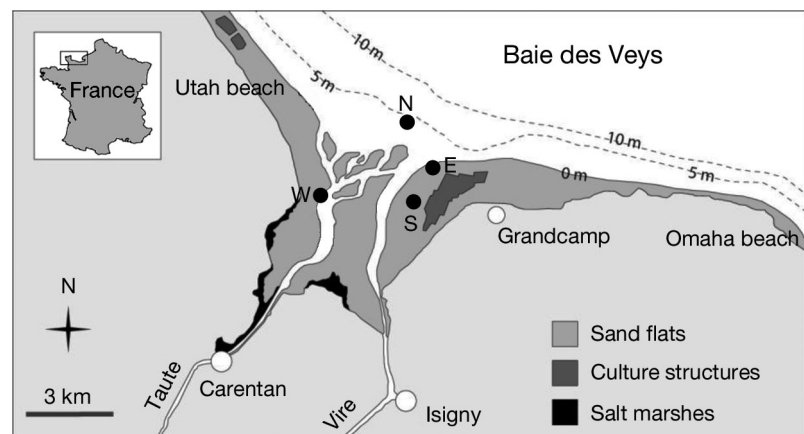 Baie des Veys
France
Utah beach
10 m
5 m
N
10 m
W
E
0 m
5 m
S
Grandcamp
Omaha beach
N
Sand flats
Taute
Carentan
Culture structures
3 km
Vire
Isigny
Salt marshes